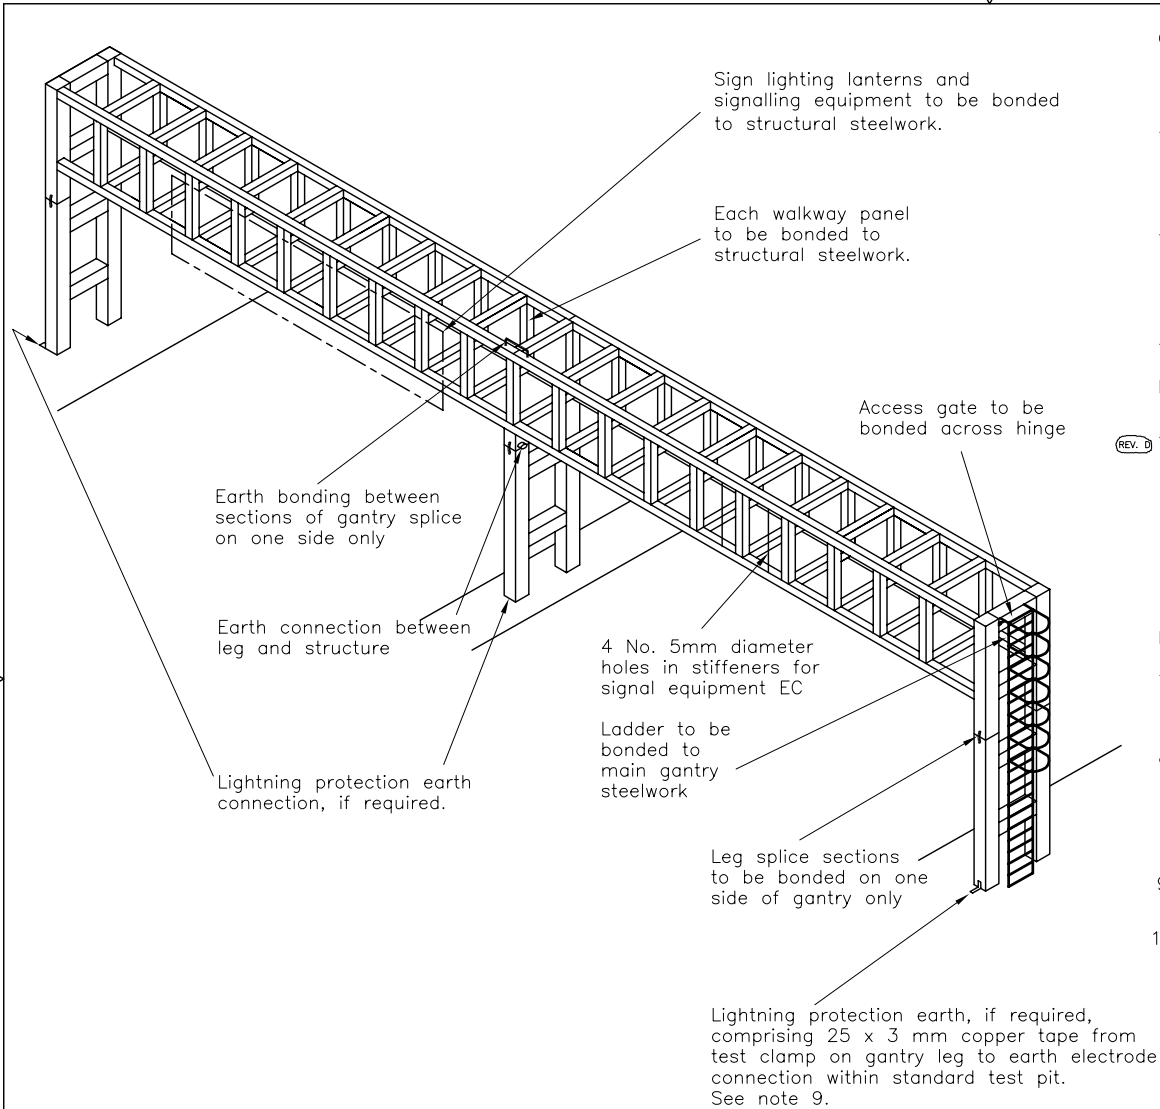 Sign lighting lanterns and
signalling equipment to be bonded
to structural steelwork.
Each walkway panel
to be bonded to
structural steelwork.
Access gate to be
bonded across hinge
REV. D
Earth bonding between
sections of gantry splice
on one side only
Earth connection between
leg and structure
4 No. 5mm diameter
holes in stiffeners for
signal equipment EC
Ladder to be
bonded to
main gantry
steelwork
Lightning protection earth
connection, if required.
Leg splice sections
to be bonded on one
side of gantry only
Lightning protection earth, if required,
comprising 25 x 3 mm copper tape from
test clamp on gantry leg to earth electrode
connection within standard test pit.
See note 9.